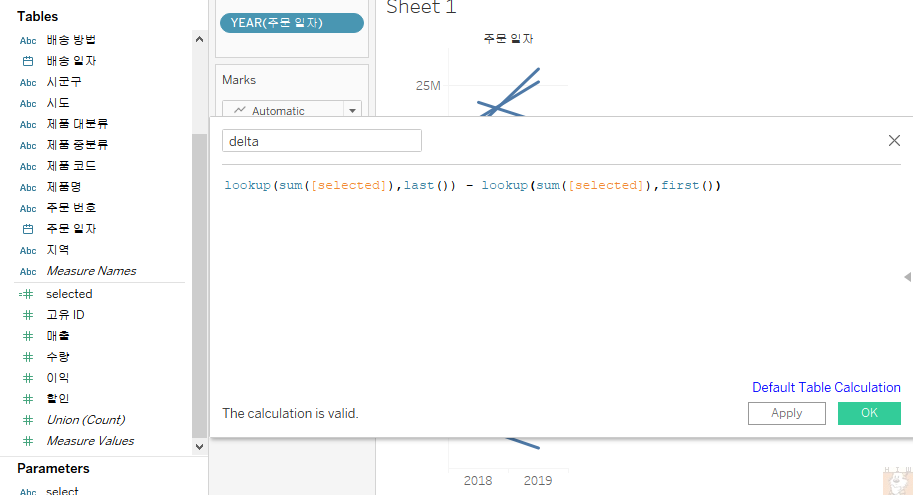 Tables
Abc 배송 방법
배송 일자
Abc 시군구
Abc 시도
Abc 제품 대분류
Abc 제품 중분류
Abc 제품 코드
Abc 제품명
Abc 주문 번호
주문 일자
Abc 지역
Abc Measure Names
=# selected
# 고유 ID
# 매출
# 수량
# 이익
# 할인
# Union (Count)
# Measure Values
Parameters
Abc select
YEAR(주문 일자)
Marks
Automatic
Sheet 1
주문 일자
25M
delta
lookup(sum([selected]),last()) - lookup(sum([selected]),first())
Default Table Calculation
The calculation is valid.
Apply
OK
2018 2019